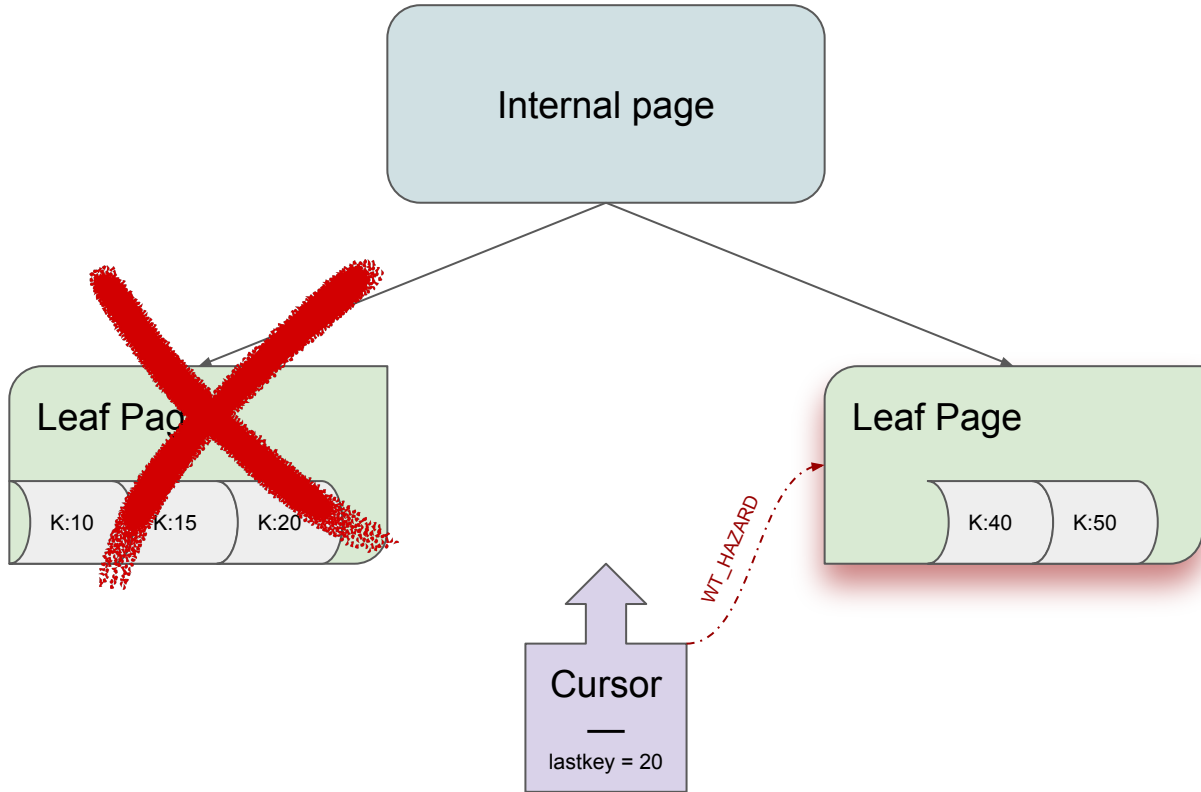 Internal page
Leaf Pag
Leaf Page
K:10
K:15
K:20
K:40
K:50
WT_HAZARD
Cursor
lastkey = 20